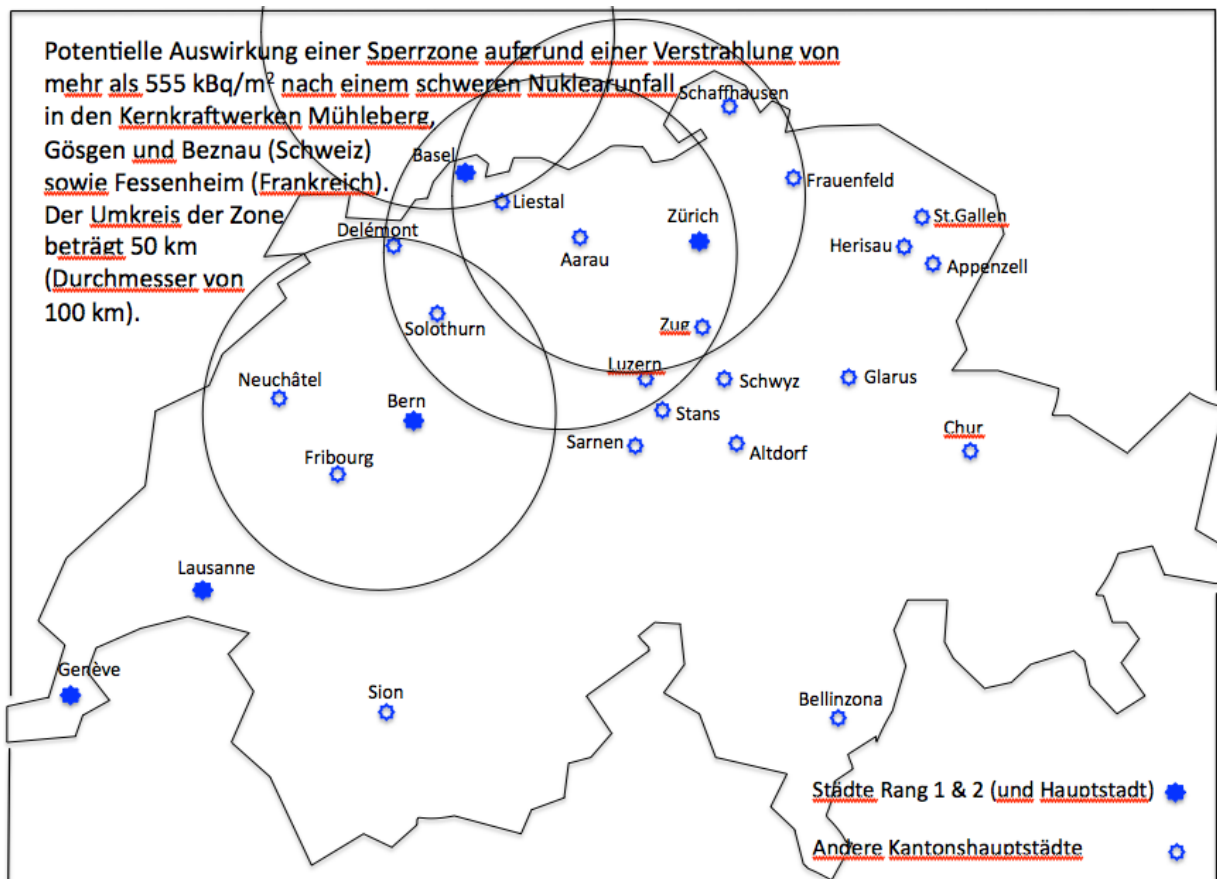 Potentielle Auswirkung einer Sperrzone aufgrund einer Verstrahlung von
mehr als 555 kBq/m² nach einem schweren Nuklearunfall
in den Kernkraftwerken Mühleberg,
Gösgen und Beznau (Schweiz)
sowie Fessenheim (Frankreich).
Der Umkreis der Zone
beträgt 50 km
(Durchmesser von
100 km).
Schaffhausen
Basel
Frauenfeld
Liestal
Zürich
St.Gallen
Delémont
Aarau
Herisau
Appenzell
Solothurn
Zug
Luzern
Neuchâtel
Schwyz
Glarus
Bern
Stans
Chur
Sarnen
Altdorf
Fribourg
Lausanne
Genève
Sion
Bellinzona
Städte Rang 1 & 2 (und Hauptstadt)
Andere Kantonshauptstädte